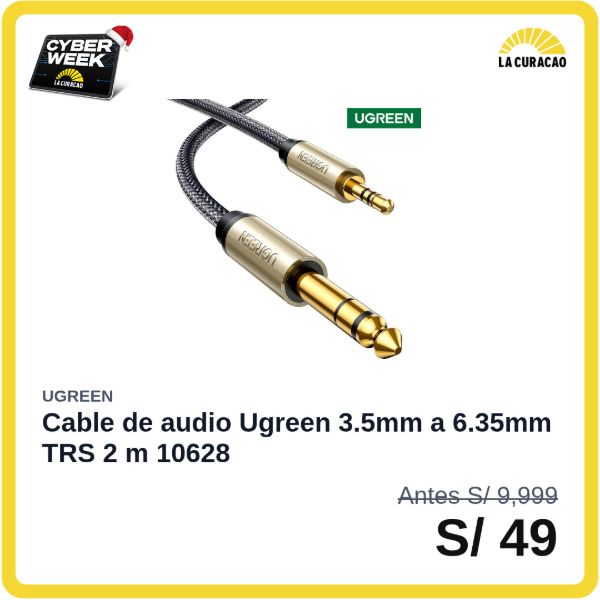 CYBER
WEEK
LA CURACAO
LA CURACAO
UGREEN
UGREEN
UGREEN
UGREEN
Cable de audio Ugreen 3.5mm a 6.35mm
TRS 2 m 10628
Antes S/ 9,999
S/ 49